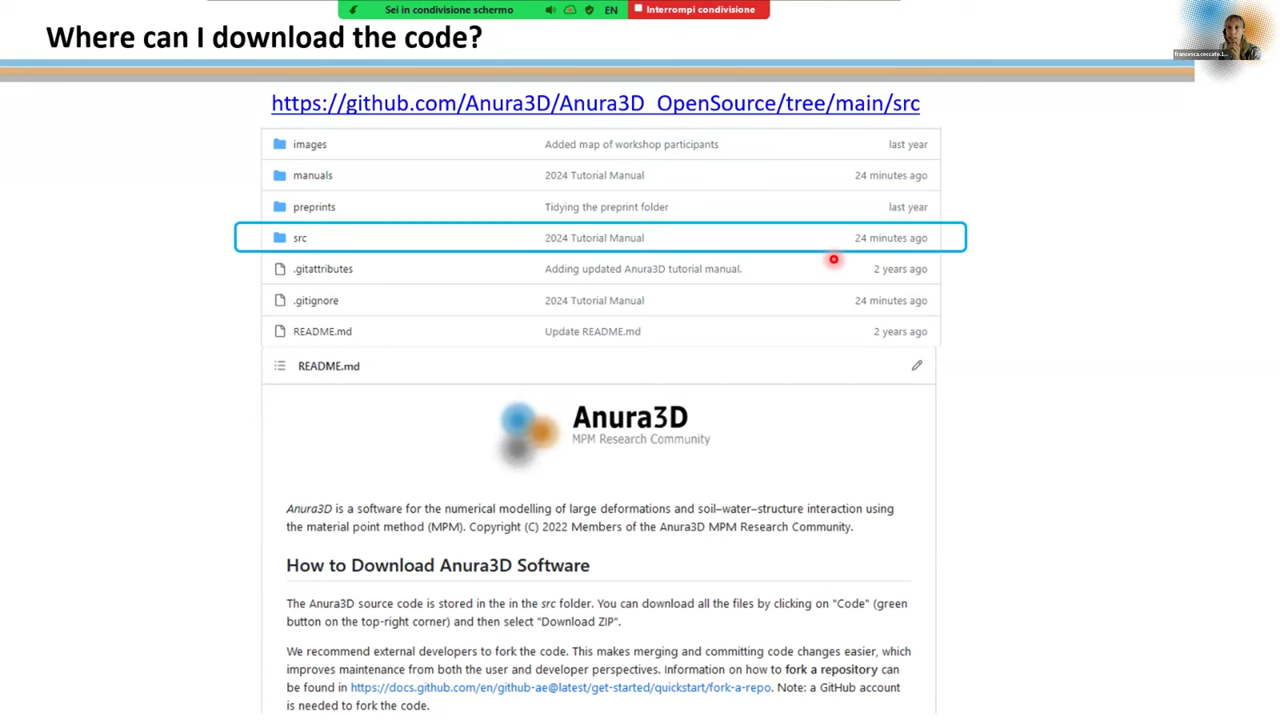 Sei in condivisione schermo EN Interrompi condivisione
Where can I download the code?
https://github.com/Anura3D/Anura3D_OpenSource/tree/main/src
images Added map of workshop participants last year
manuals 2024 Tutorial Manual 24 minutes ago
preprints Tidying the preprint folder last year
src 2024 Tutorial Manual 24 minutes ago
.gitattributes Adding updated Anura3D tutorial manual. 2 years ago
.gitignore 2024 Tutorial Manual 24 minutes ago
README.md Update README.md 2 years ago
README.md
Anura3D
MPM Research Community
Anura3D is a software for the numerical modelling of large deformations and soil–water–structure interaction using
the material point method (MPM). Copyright (C) 2022 Members of the Anura3D MPM Research Community.
How to Download Anura3D Software
The Anura3D source code is stored in the in the src folder. You can download all the files by clicking on "Code" (green
button on the top-right corner) and then select "Download ZIP".
We recommend external developers to fork the code. This makes merging and committing code changes easier, which
improves maintenance from both the user and developer perspectives. Information on how to fork a repository can
be found in https://docs.github.com/en/github-ae@latest/get-started/quickstart/fork-a-repo. Note: a GitHub account
is needed to fork the code.